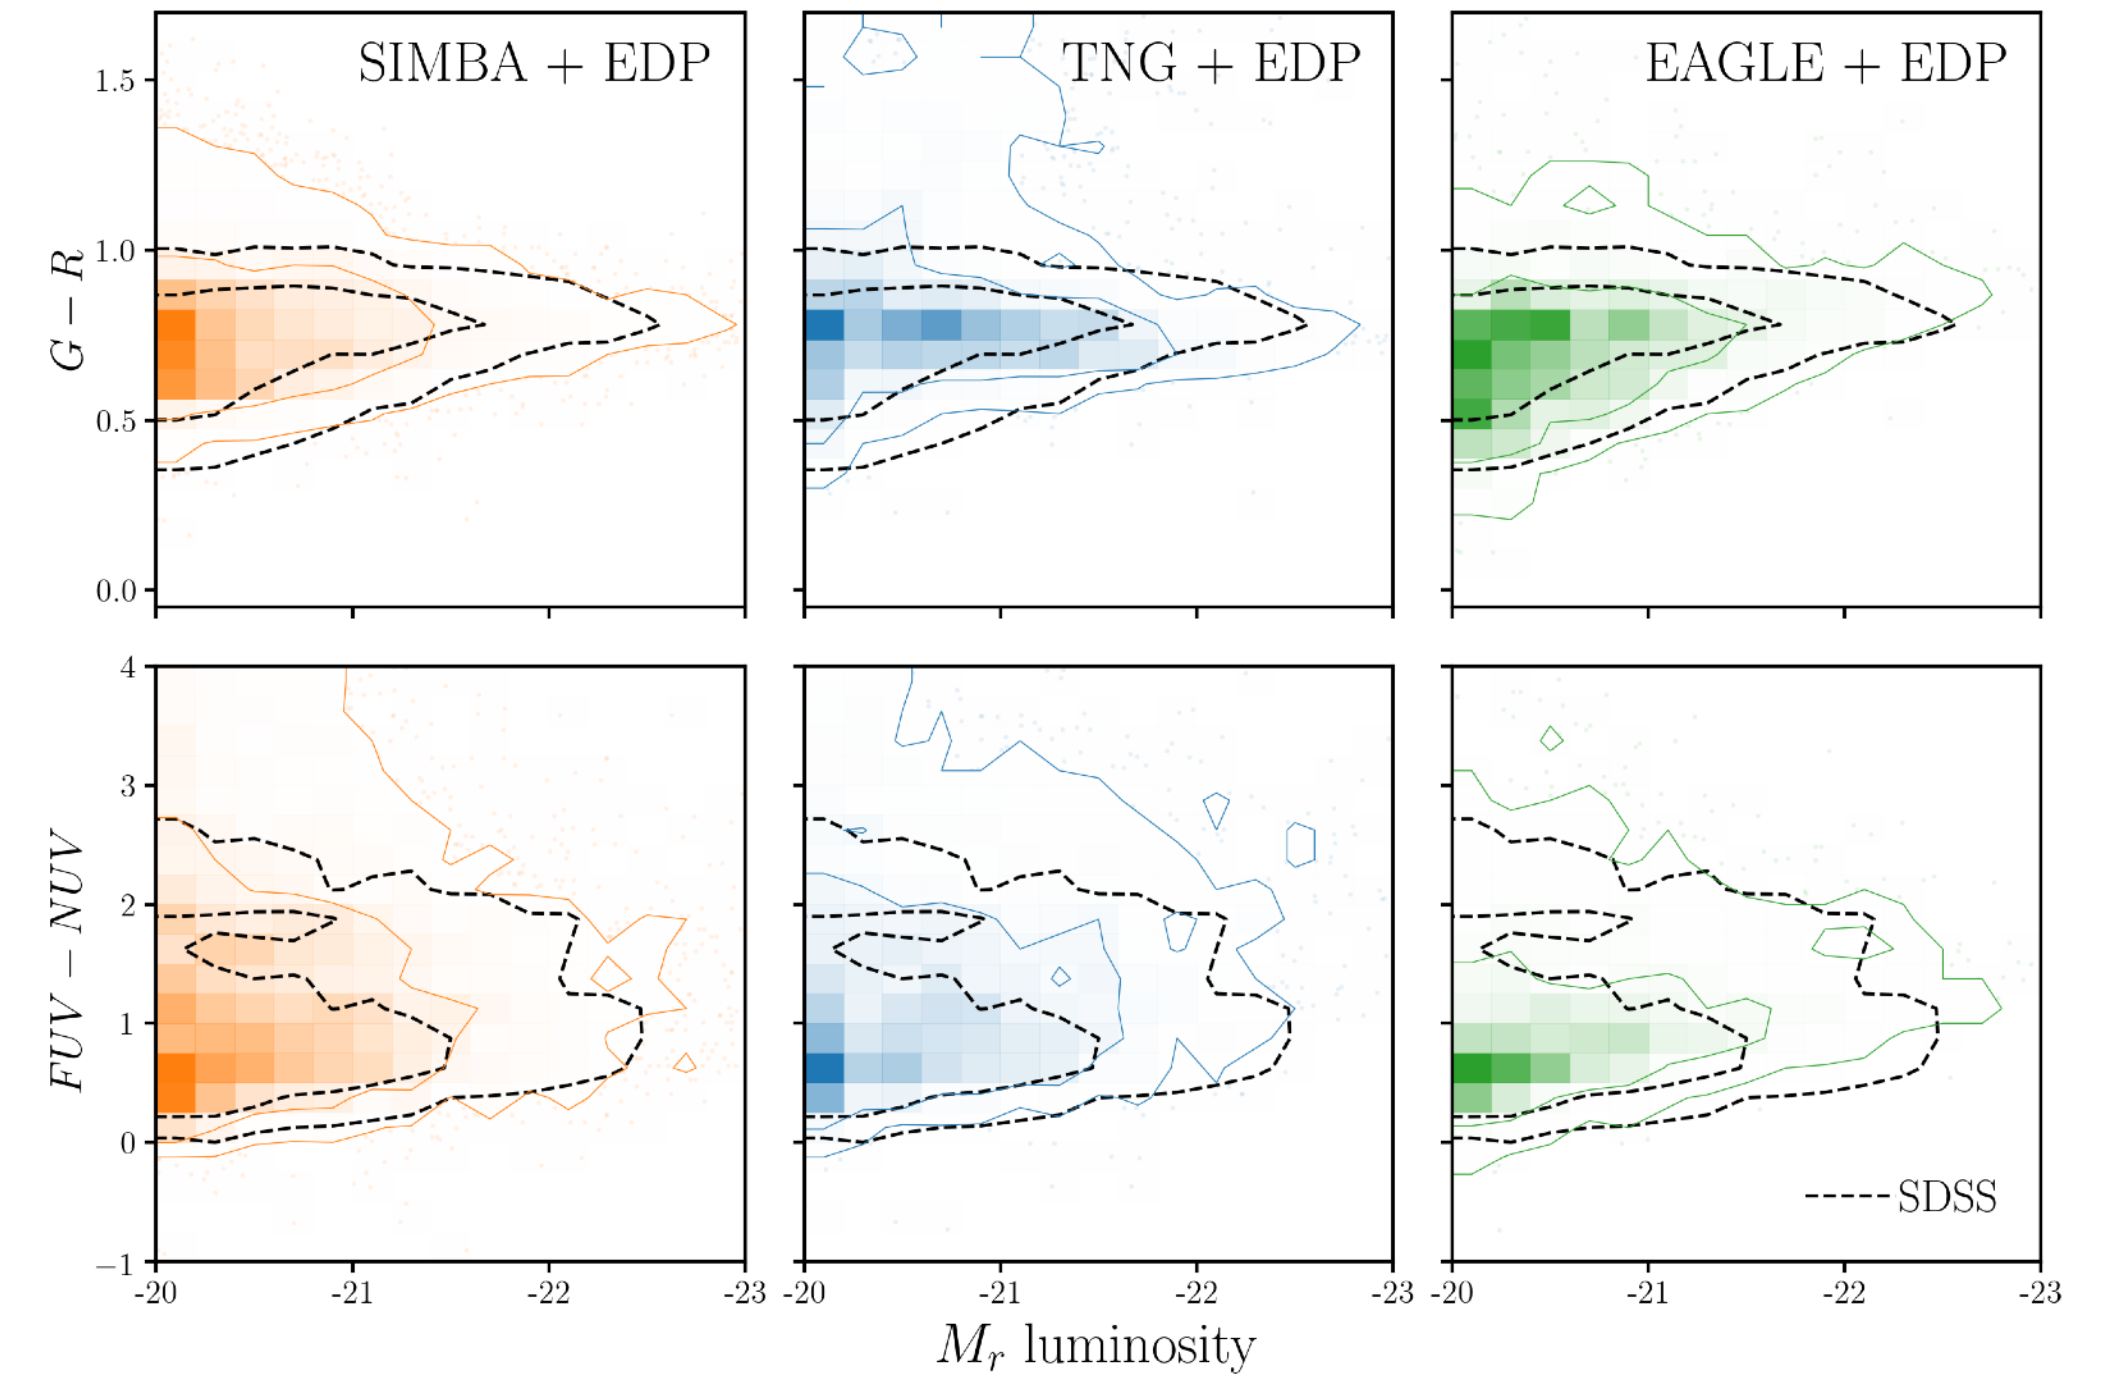 SIMBA + EDP
TNG + EDP
EAGLE + EDP
G − R
1.5
1.0
0.5
0.0
FUV − NUV
4
3
2
1
0
−1
SDSS
-20 -21 -22 -23 -20 -21 -22 -23 -20 -21 -22 -23
M_r luminosity